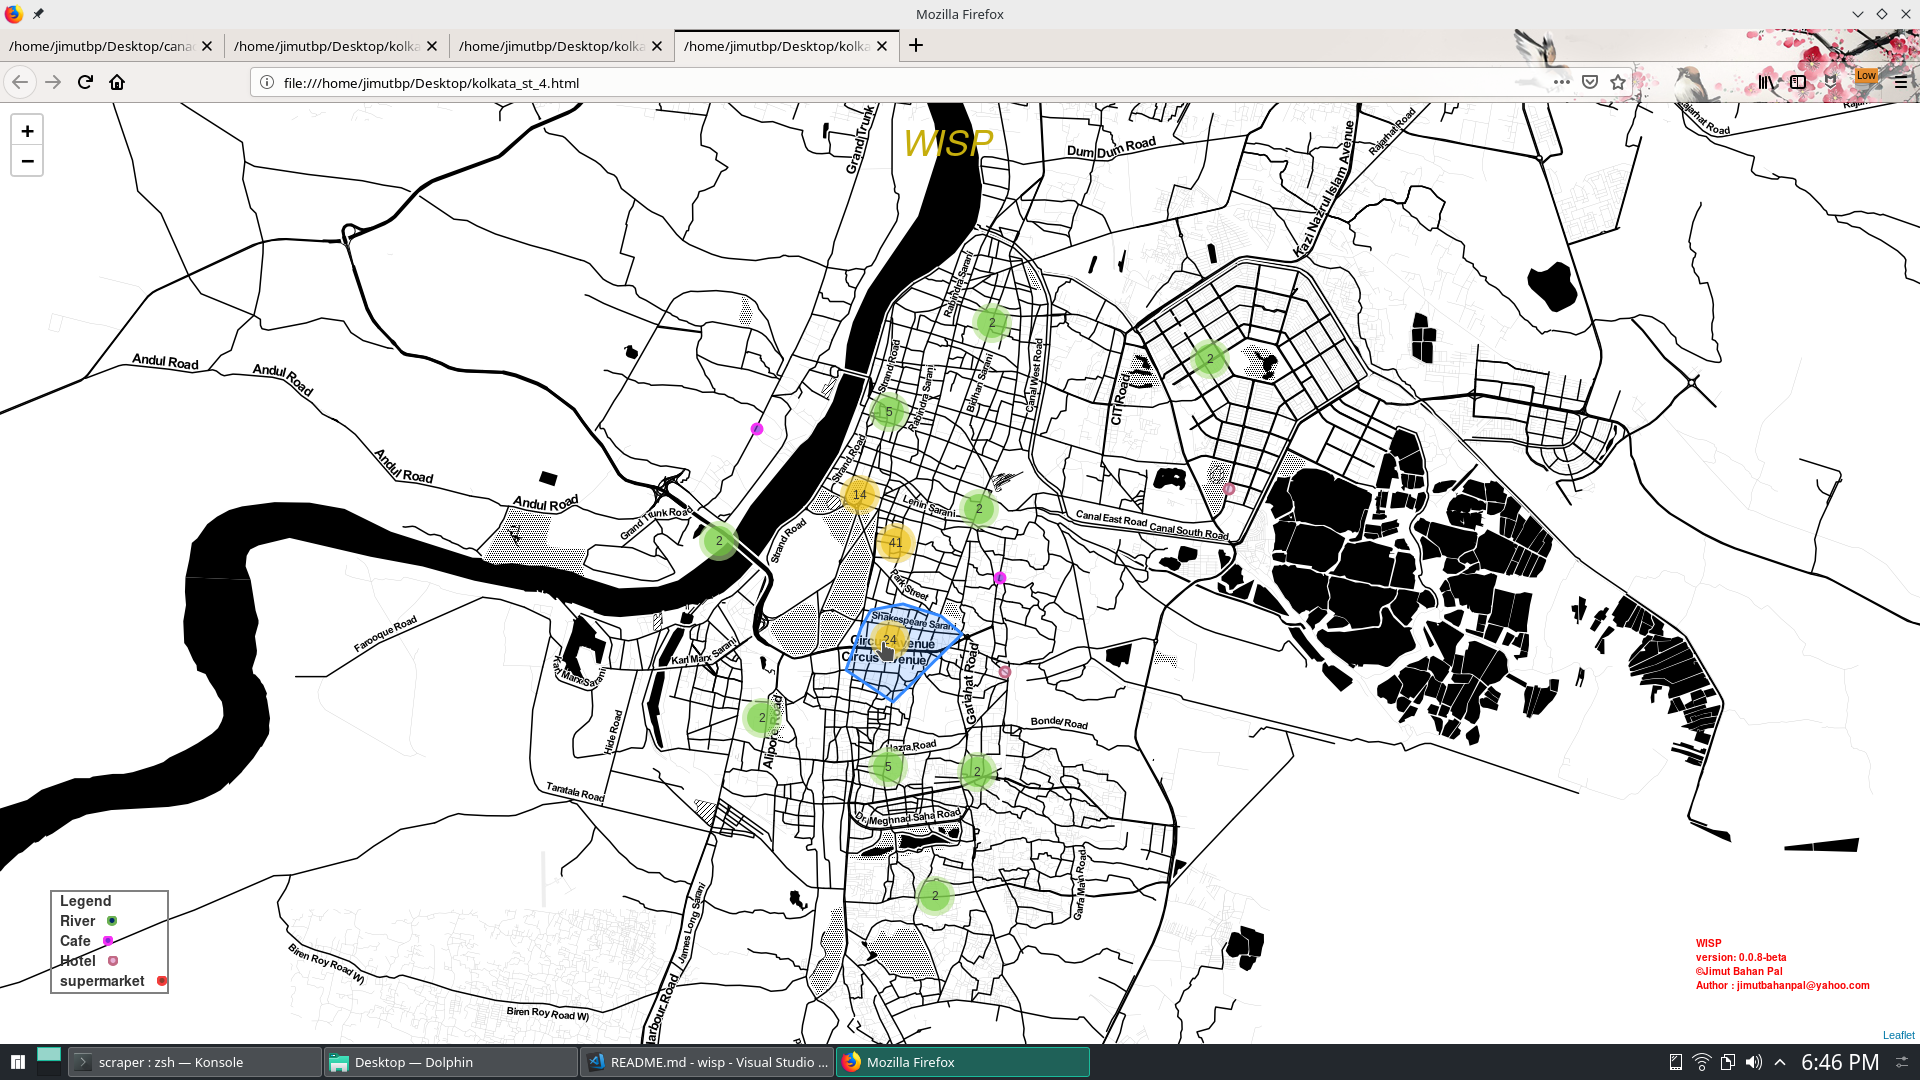 Mozilla Firefox
/home/jimutbp/Desktop/cana
/home/jimutbp/Desktop/kolka
/home/jimutbp/Desktop/kolka
/home/jimutbp/Desktop/kolka
file:///home/jimutbp/Desktop/kolkata_st_4.html
Low
+
−
WISP
Grand Trunk
Dum Dum Road
Kazi Nazrul Islam Avenue
Rajarhat Road
Rajarhat Road
Rabindra Sarani
2
2
Andul Road
Andul Road
Strand Road
Rabindra Sarani
Bidhan Sarani
Canal West Road
CIT Road
5
Strand Road
Andul Road
Andul Road
14
Lenin Sarani
2
Grand Trunk Road
Canal East Road
Canal South Road
2
Strand Road
41
Park Street
Shakespeare Sarani
24
Circus Avenue
Circus Avenue
Farooque Road
Karl Marx Sarani
Karl Marx Sarani
Gariahat Road
Hide Road
2
Alipore Road
Bondel Road
Hazra Road
5
2
Taratala Road
Dr. Meghnad Saha Road
2
Garfa Main Road
James Long Sarani
Biren Roy Road W)
Biren Roy Road W)
Harbour Road
Legend
River
Cafe
Hotel
supermarket
WISP
version: 0.0.8-beta
©Jimut Bahan Pal
Author : jimutbahanpal@yahoo.com
Leaflet
scraper : zsh — Konsole
Desktop — Dolphin
README.md - wisp - Visual Studio ...
Mozilla Firefox
6:46 PM